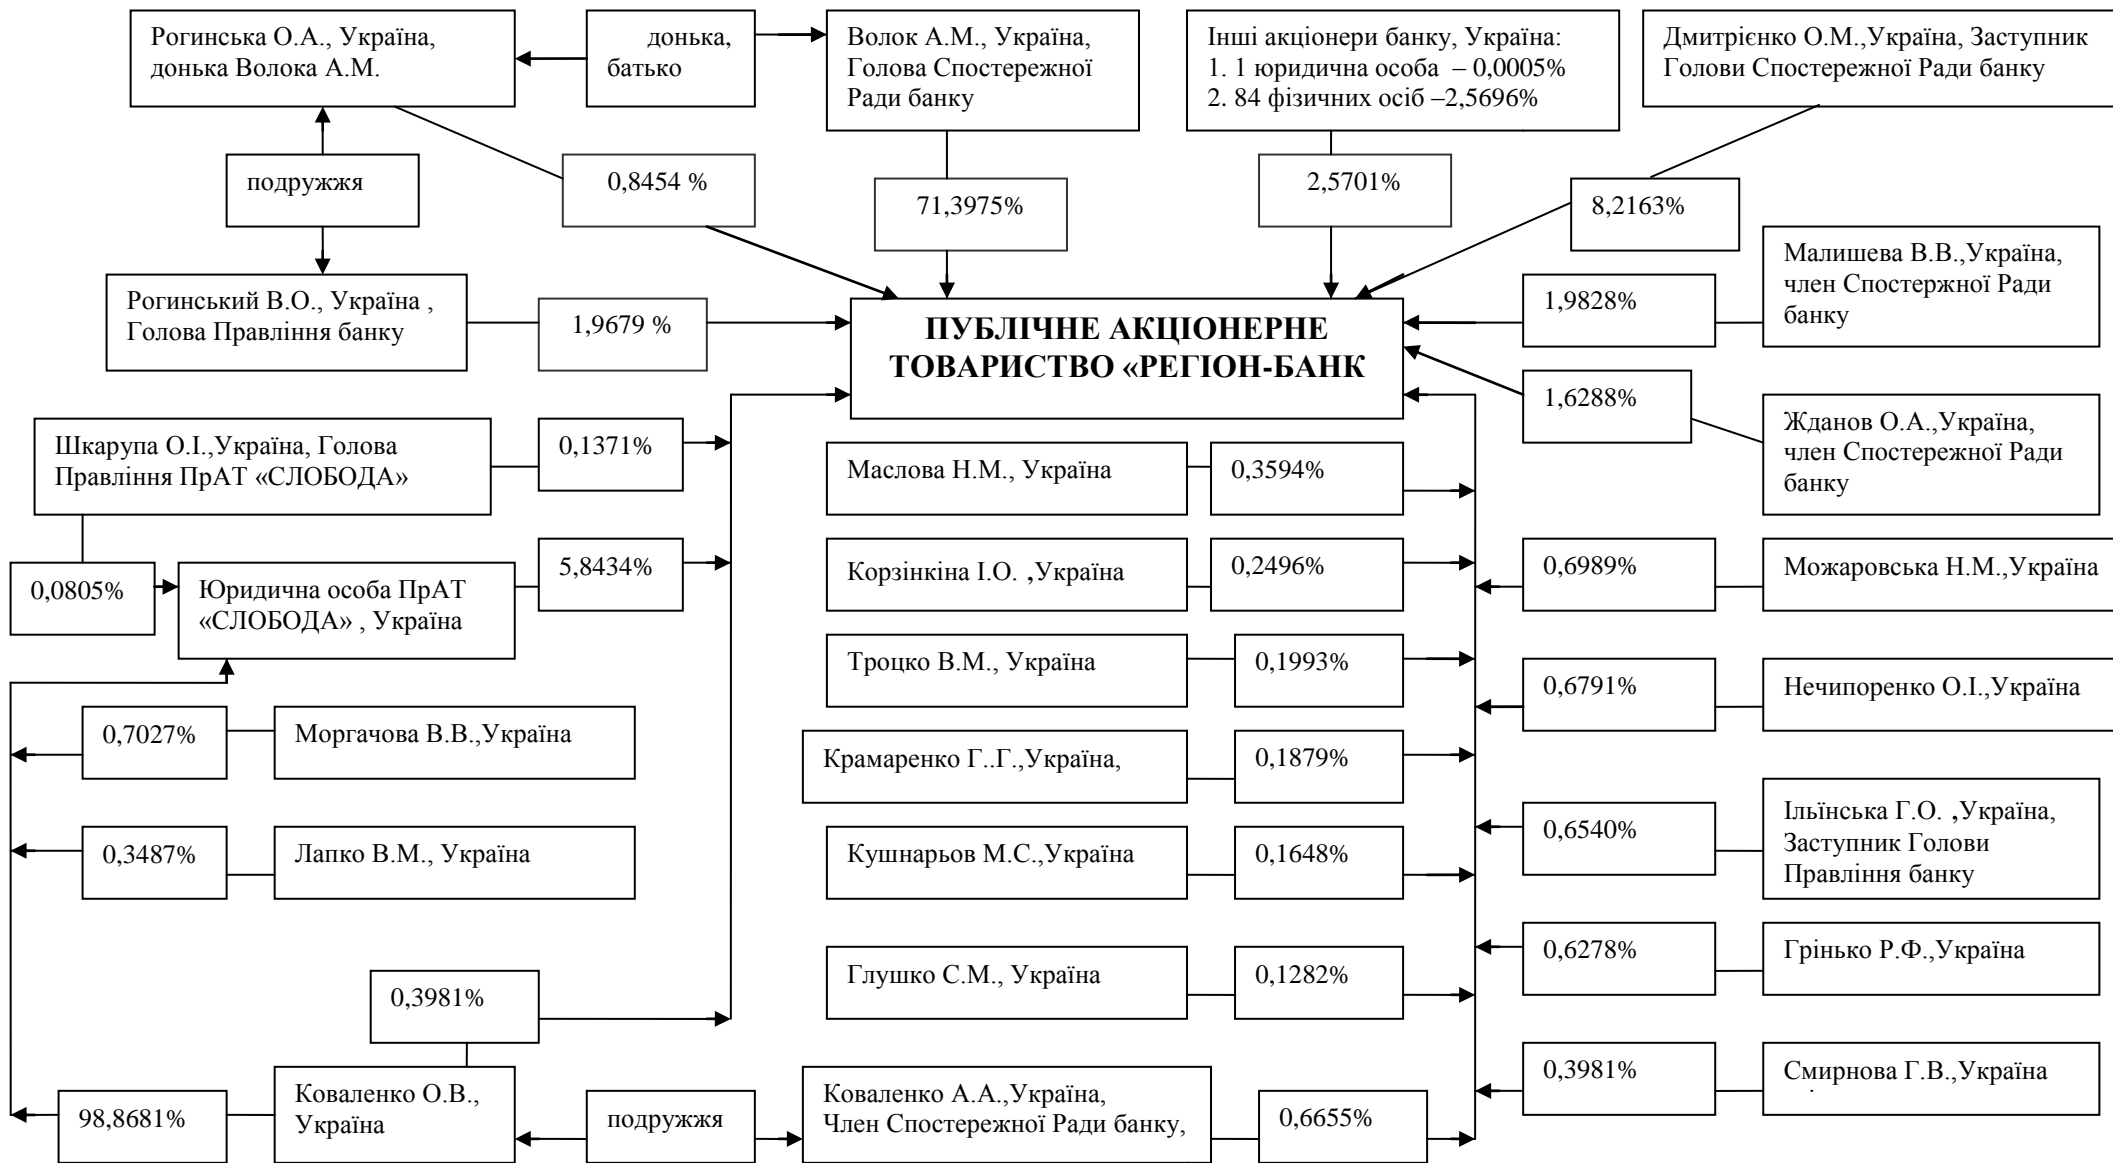 Рогинська О.А., Україна,
донька Волока А.М.
донька,
батько
Волок А.М., Україна,
Голова Спостережної
Ради банку
Інші акціонери банку, Україна:
1. 1 юридична особа – 0,0005%
2. 84 фізичних осіб –2,5696%
Дмитрієнко О.М.,Україна, Заступник
Голови Спостережної Ради банку
подружжя
0,8454 %
71,3975%
2,5701%
8,2163%
Рогинський В.О., Україна ,
Голова Правління банку
1,9679 %
ПУБЛІЧНЕ АКЦІОНЕРНЕ
ТОВАРИСТВО «РЕГІОН-БАНК
1,9828%
Малишева В.В.,Україна,
член Спостержної Ради
банку
1,6288%
Жданов О.А.,Україна,
член Спостережної Ради
банку
Шкарупа О.І.,Україна, Голова
Правління ПрАТ «СЛОБОДА»
0,1371%
Маслова Н.М., Україна
0,3594%
0,0805%
Юридична особа ПрАТ
«СЛОБОДА» , Україна
5,8434%
Корзінкіна І.О. ,Україна
0,2496%
0,6989%
Можаровська Н.М.,Україна
Троцко В.М., Україна
0,1993%
0,6791%
Нечипоренко О.І.,Україна
0,7027%
Моргачова В.В.,Україна
Крамаренко Г..Г.,Україна,
0,1879%
0,3487%
Лапко В.М., Україна
Кушнарьов М.С.,Україна
0,1648%
0,6540%
Ільїнська Г.О. ,Україна,
Заступник Голови
Правління банку
Глушко С.М., Україна
0,1282%
0,6278%
Грінько Р.Ф.,Україна
0,3981%
0,3981%
Смирнова Г.В.,Україна
98,8681%
Коваленко О.В.,
Україна
подружжя
Коваленко А.А.,Україна,
Член Спостережної Ради банку,
0,6655%